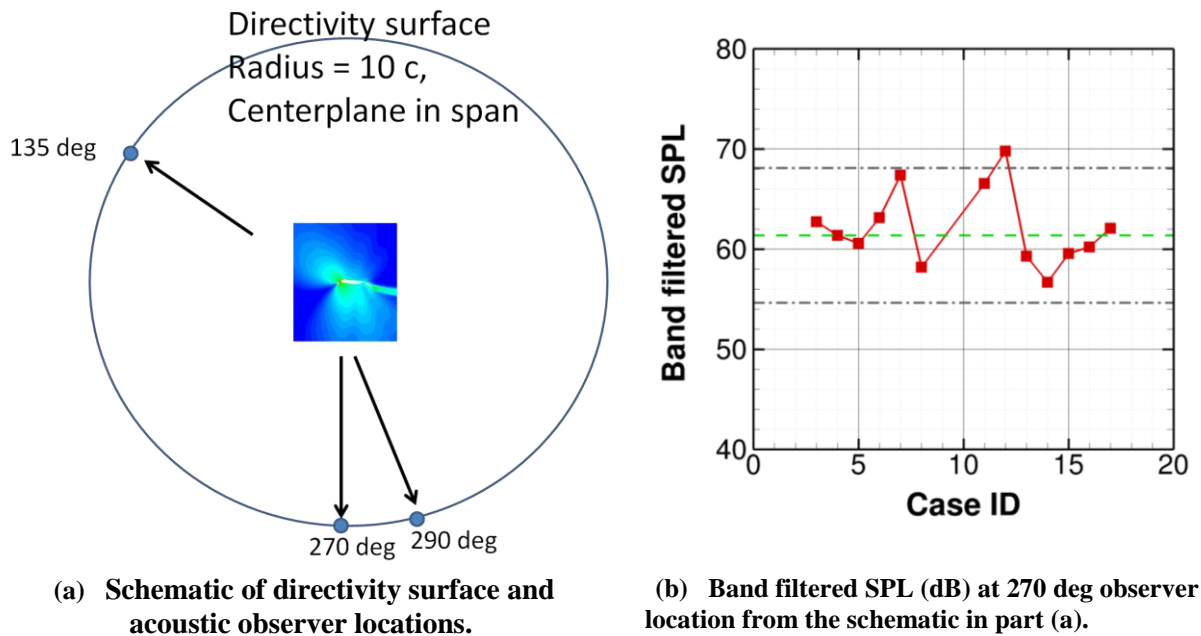 Directivity surface
Radius = 10 c,
Centerplane in span
135 deg
270 deg
290 deg
(a) Schematic of directivity surface and
acoustic observer locations.
80
70
60
50
40
0
5
10
15
20
Band filtered SPL
Case ID
(b) Band filtered SPL (dB) at 270 deg observer
location from the schematic in part (a).